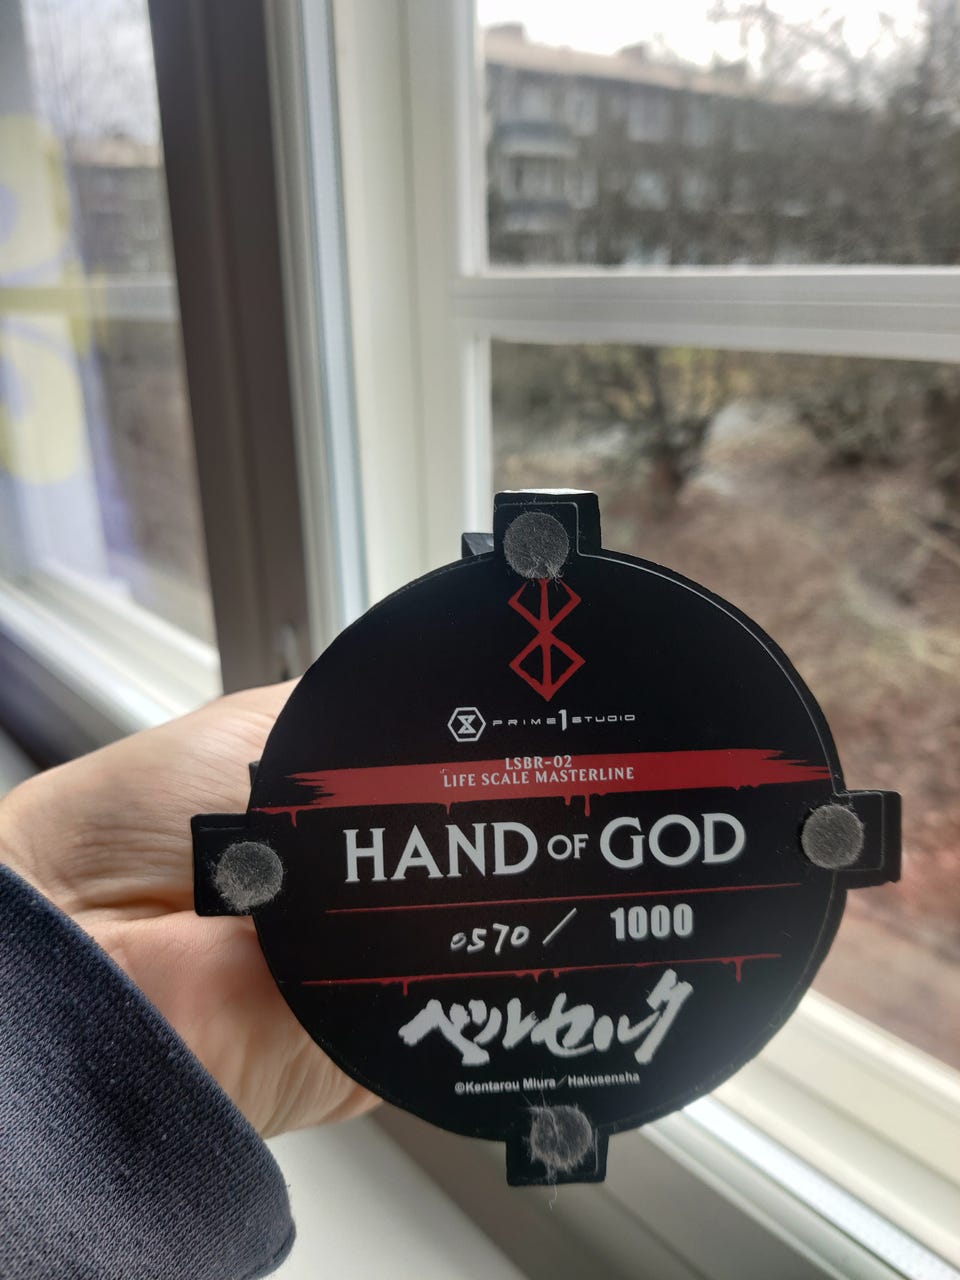 PRIME 1 STUDIO
LSBR-02
LIFE SCALE MASTERLINE
HAND OF GOD
0570 / 1000
ベルセルク
©Kentarou Miura/Hakusensha